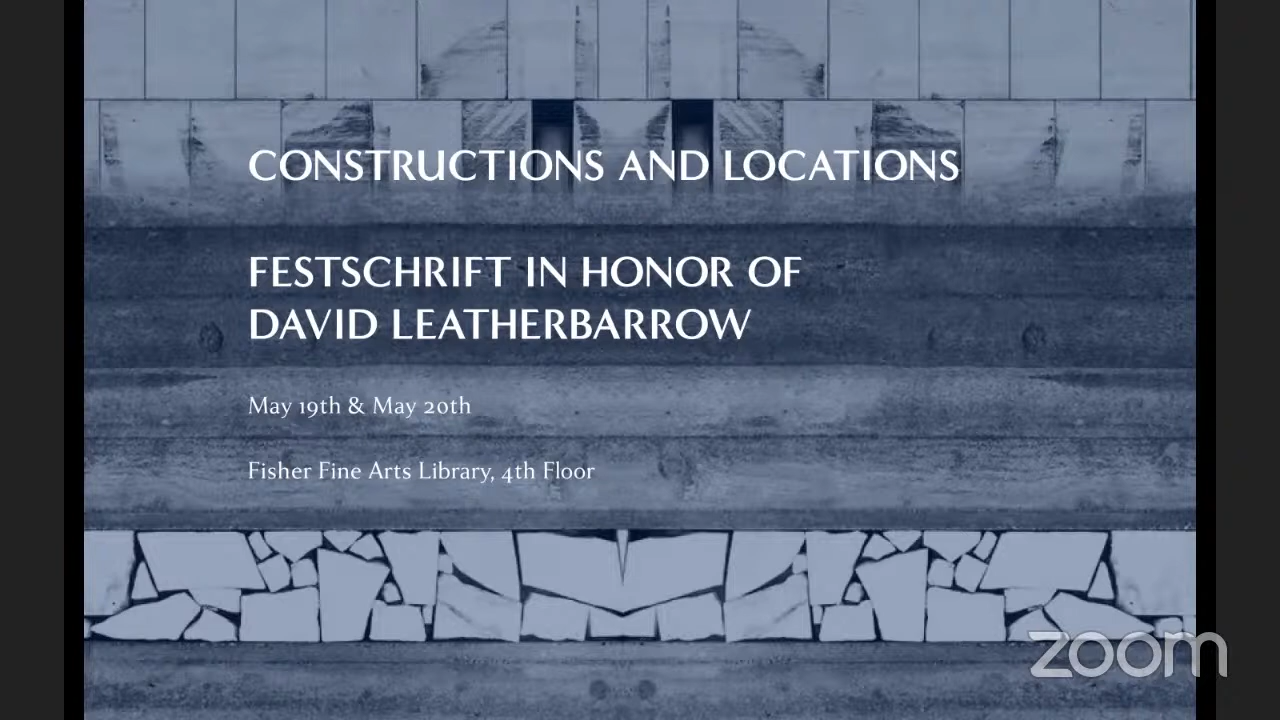 CONSTRUCTIONS AND LOCATIONS
FESTSCHRIFT IN HONOR OF
DAVID LEATHERBARROW
May 19th & May 20th
Fisher Fine Arts Library, 4th Floor
zoom